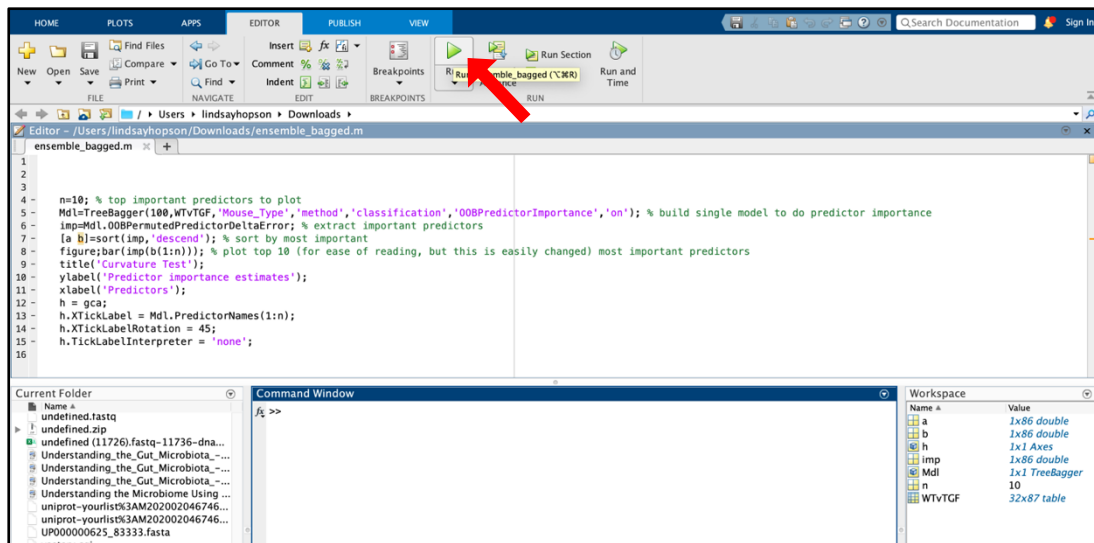 HOME PLOTS APPS EDITOR PUBLISH VIEW Search Documentation Sign In
New Open Save Find Files Compare Print Go To Find Insert fx Comment Indent Breakpoints Run Section Run and Time
Run ensemble_bagged (⌥⌘R)
FILE NAVIGATE EDIT BREAKPOINTS RUN
/ Users lindsayhopson Downloads
Editor - /Users/lindsayhopson/Downloads/ensemble_bagged.m
ensemble_bagged.m
1
2
3
4 - n=10; % top important predictors to plot
5 - Mdl=TreeBagger(100,WTvTGF,'Mouse_Type','method','classification','OOBPredictorImportance','on'); % build single model to do predictor importance
6 - imp=Mdl.OOBPermutedPredictorDeltaError; % extract important predictors
7 - [a b]=sort(imp,'descend'); % sort by most important
8 - figure;bar(imp(b(1:n))); % plot top 10 (for ease of reading, but this is easily changed) most important predictors
9 - title('Curvature Test');
10 - ylabel('Predictor importance estimates');
11 - xlabel('Predictors');
12 - h = gca;
13 - h.XTickLabel = Mdl.PredictorNames(1:n);
14 - h.XTickLabelRotation = 45;
15 - h.TickLabelInterpreter = 'none';
16
Current Folder
Name
undefined.fastq
undefined.zip
undefined (11726).fastq-11736-dna...
Understanding_the_Gut_Microbiota_-...
Understanding_the_Gut_Microbiota_-...
Understanding_the_Gut_Microbiota_-...
Understanding the Microbiome Using ...
uniprot-yourlist%3AM202002046746...
uniprot-yourlist%3AM202002046746...
UP000000625_83333.fasta
Command Window
fx >>
Workspace
Name Value
a 1x86 double
b 1x86 double
h 1x1 Axes
imp 1x86 double
Mdl 1x1 TreeBagger
n 10
WTvTGF 32x87 table